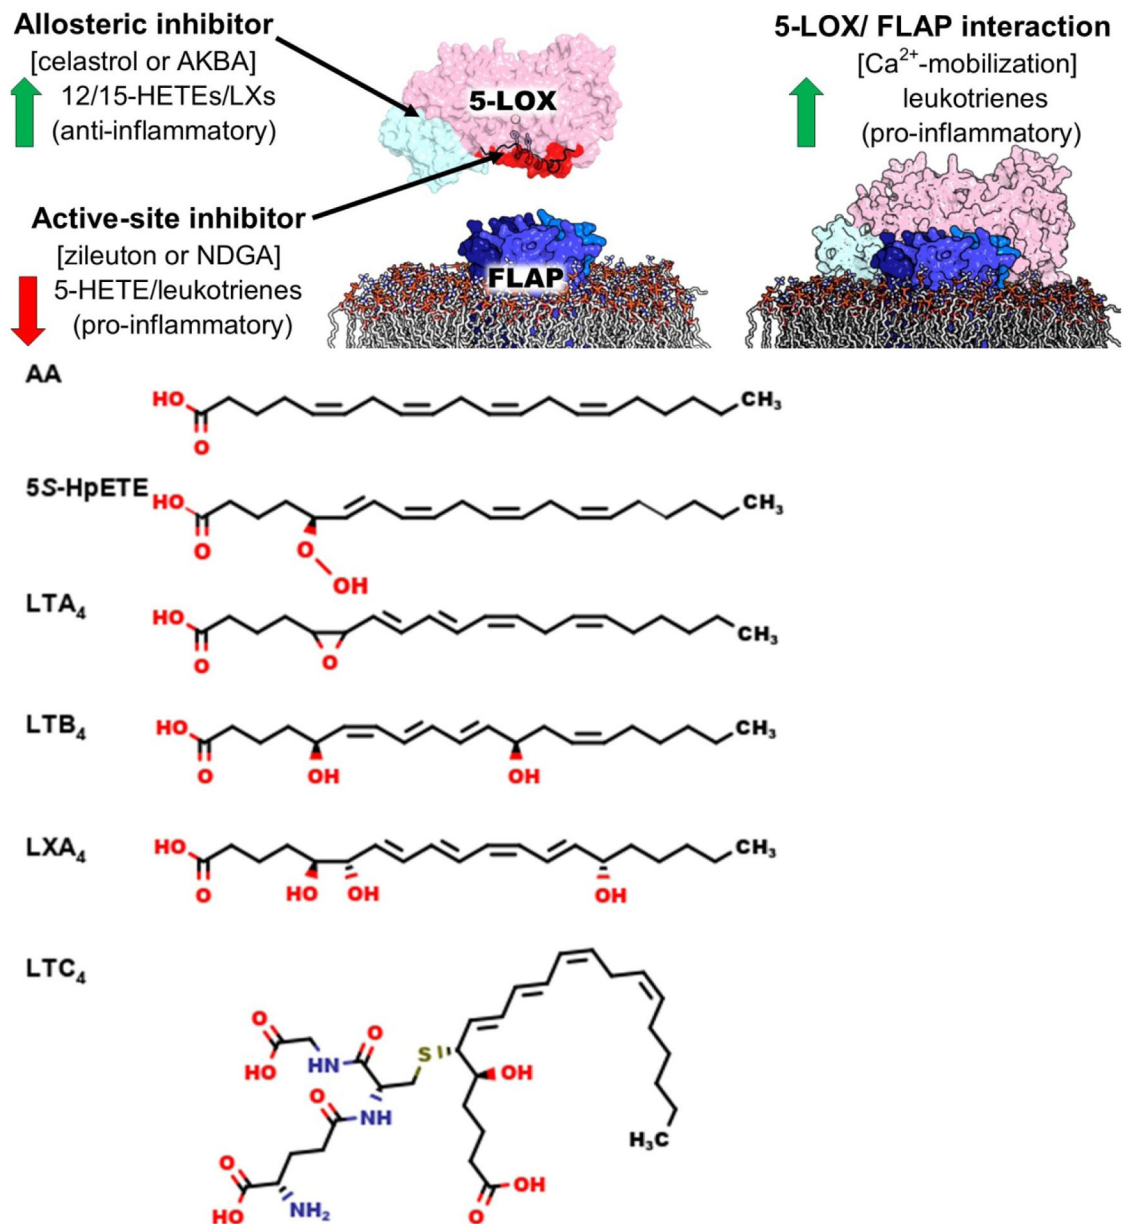 Allosteric inhibitor
[celastrol or AKBA]
12/15-HETEs/LXs
(anti-inflammatory)
5-LOX
Active-site inhibitor
[zileuton or NDGA]
5-HETE/leukotrienes
(pro-inflammatory)
FLAP
5-LOX/ FLAP interaction
[Ca²⁺-mobilization]
leukotrienes
(pro-inflammatory)
AA
HO
O
CH₃
5S-HpETE
HO
O
O
OH
CH₃
LTA₄
HO
O
O
CH₃
LTB₄
HO
O
OH
OH
CH₃
LXA₄
HO
O
HO
OH
OH
CH₃
LTC₄
O
HO
HN
O
S
OH
O
NH
H₃C
O
HO
NH₂
OH
O